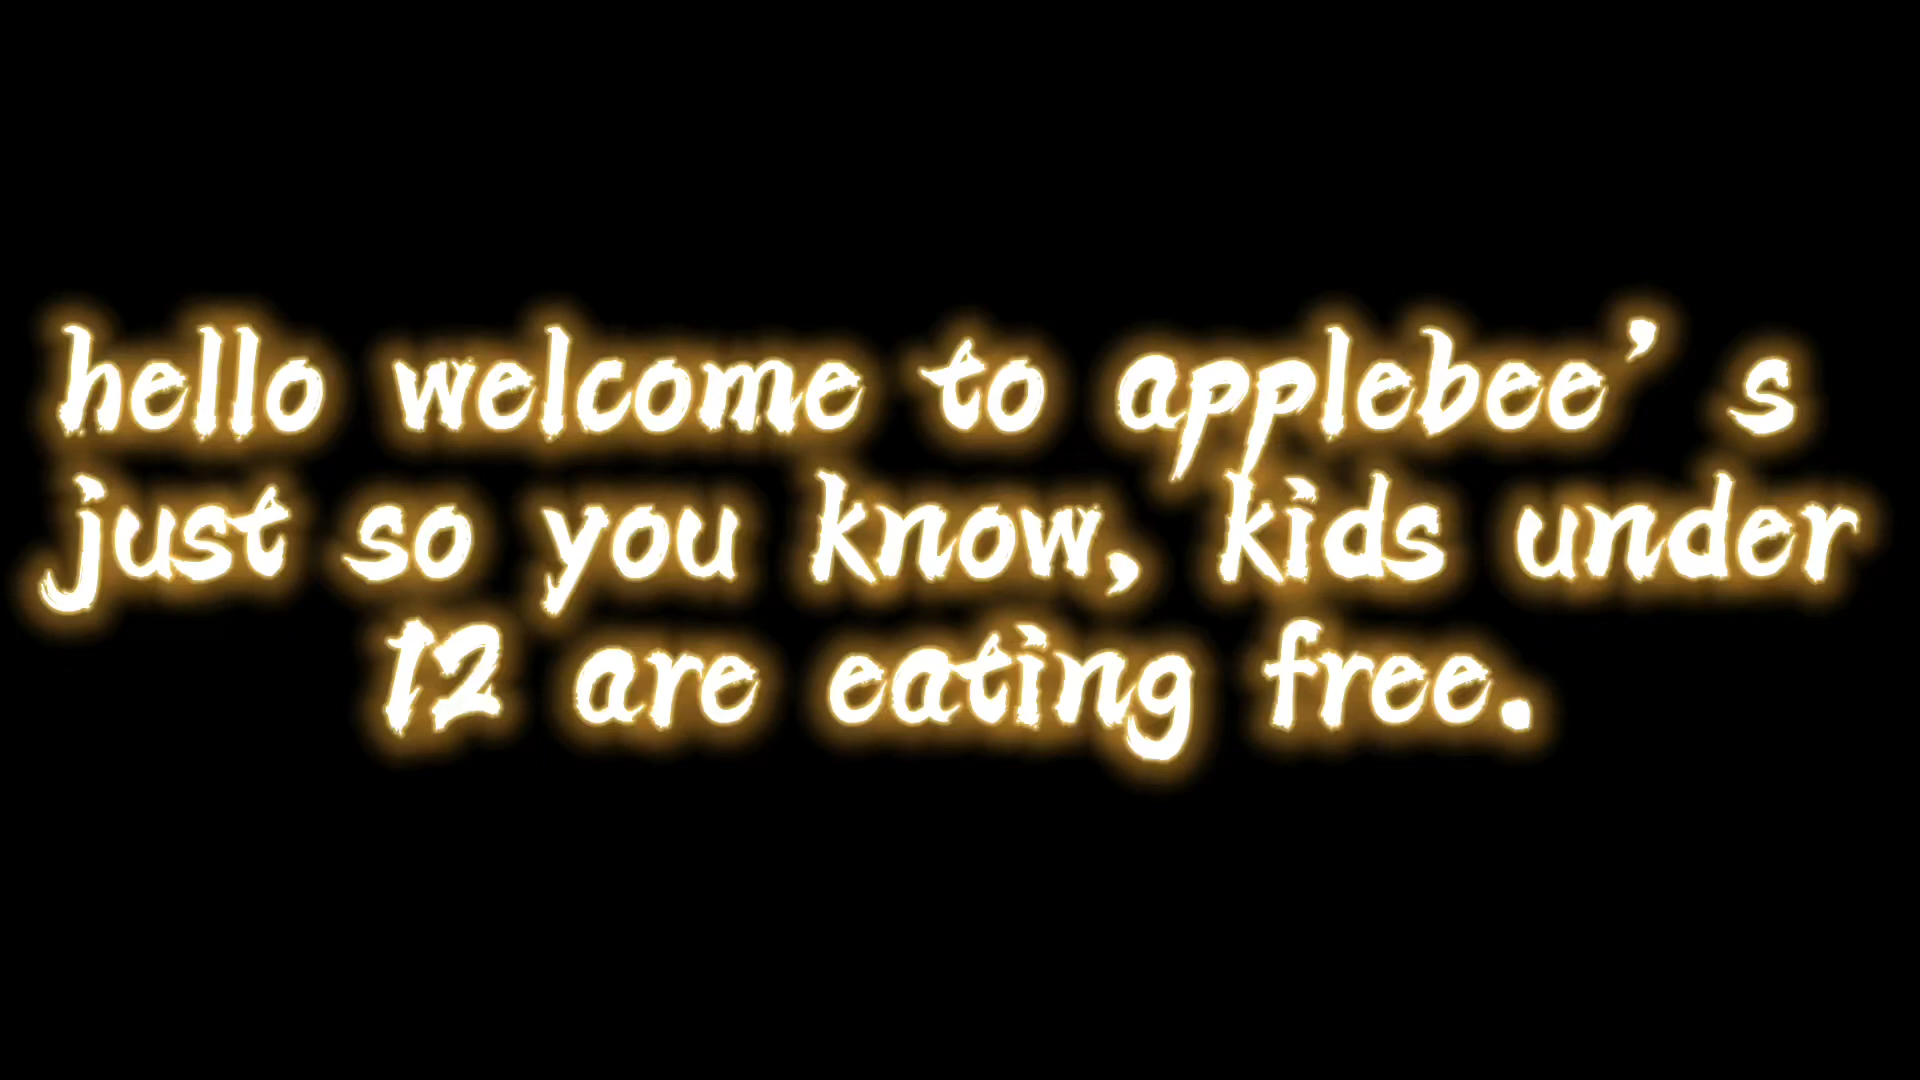 hello welcome to applebee’s
just so you know, kids under
12 are eating free.